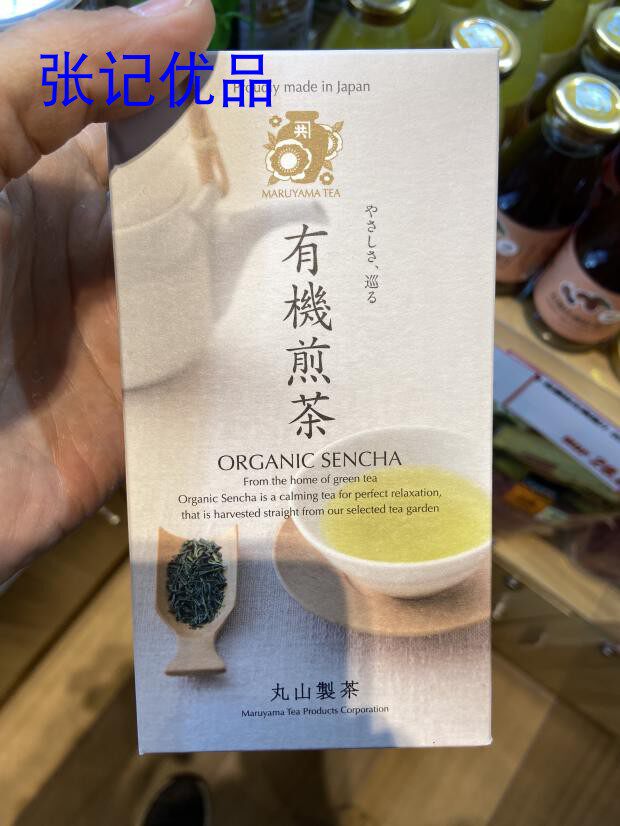 张记优品
Proudly made in Japan
共
MARUYAMA TEA
やさしさ、巡る
有機煎茶
ORGANIC SENCHA
From the home of green tea
Organic Sencha is a calming tea for perfect relaxation,
that is harvested straight from our selected tea garden
丸山製茶
Maruyama Tea Products Corporation